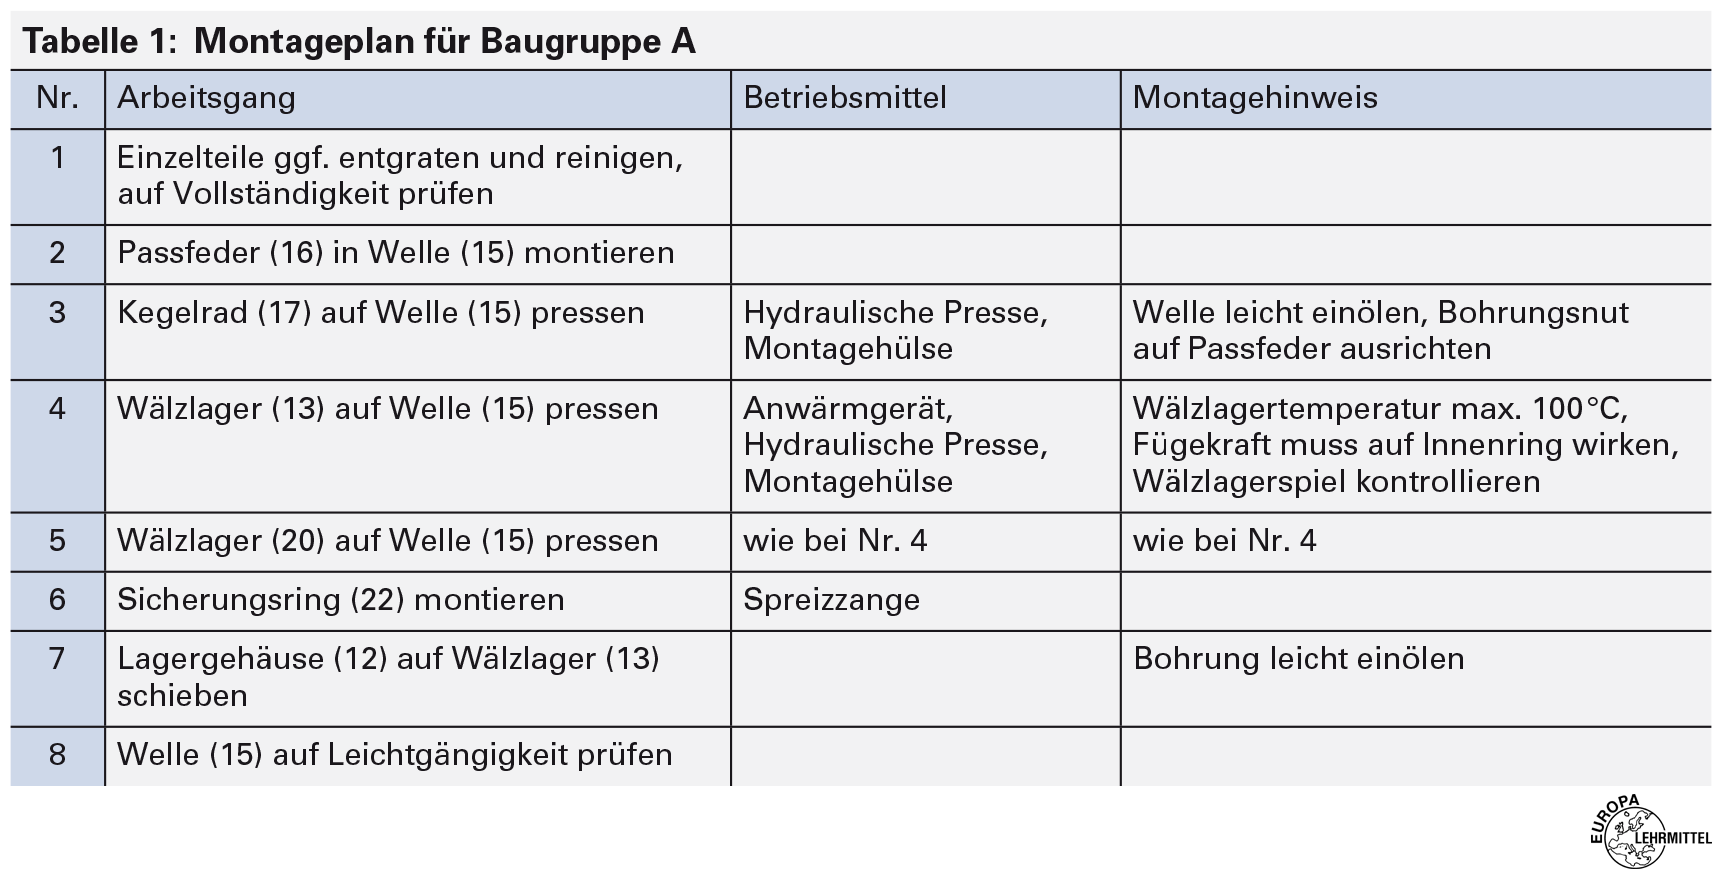 Tabelle 1: Montageplan für Baugruppe A
Nr. Arbeitsgang Betriebsmittel Montagehinweis
1 Einzelteile ggf. entgraten und reinigen,
auf Vollständigkeit prüfen
2 Passfeder (16) in Welle (15) montieren
3 Kegelrad (17) auf Welle (15) pressen Hydraulische Presse, Welle leicht einölen, Bohrungsnut
Montagehülse auf Passfeder ausrichten
4 Wälzlager (13) auf Welle (15) pressen Anwärmgerät, Wälzlagertemperatur max. 100 °C,
Hydraulische Presse, Fügekraft muss auf Innenring wirken,
Montagehülse Wälzlagerspiel kontrollieren
5 Wälzlager (20) auf Welle (15) pressen wie bei Nr. 4 wie bei Nr. 4
6 Sicherungsring (22) montieren Spreizzange
7 Lagergehäuse (12) auf Wälzlager (13) Bohrung leicht einölen
schieben
8 Welle (15) auf Leichtgängigkeit prüfen
EUROPA
LEHRMITTEL